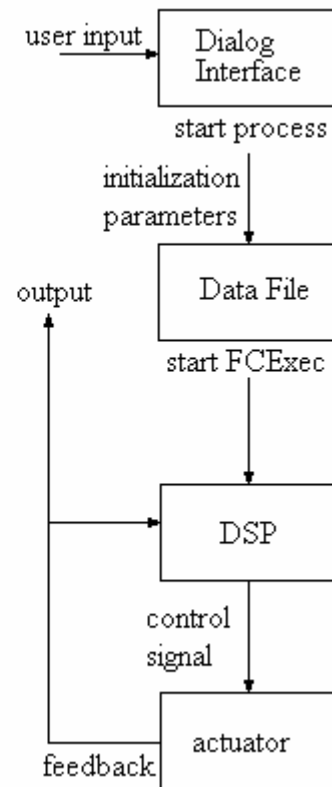 user input
Dialog
Interface
start process
initialization
parameters
output
Data File
start FCExec
DSP
control
signal
actuator
feedback